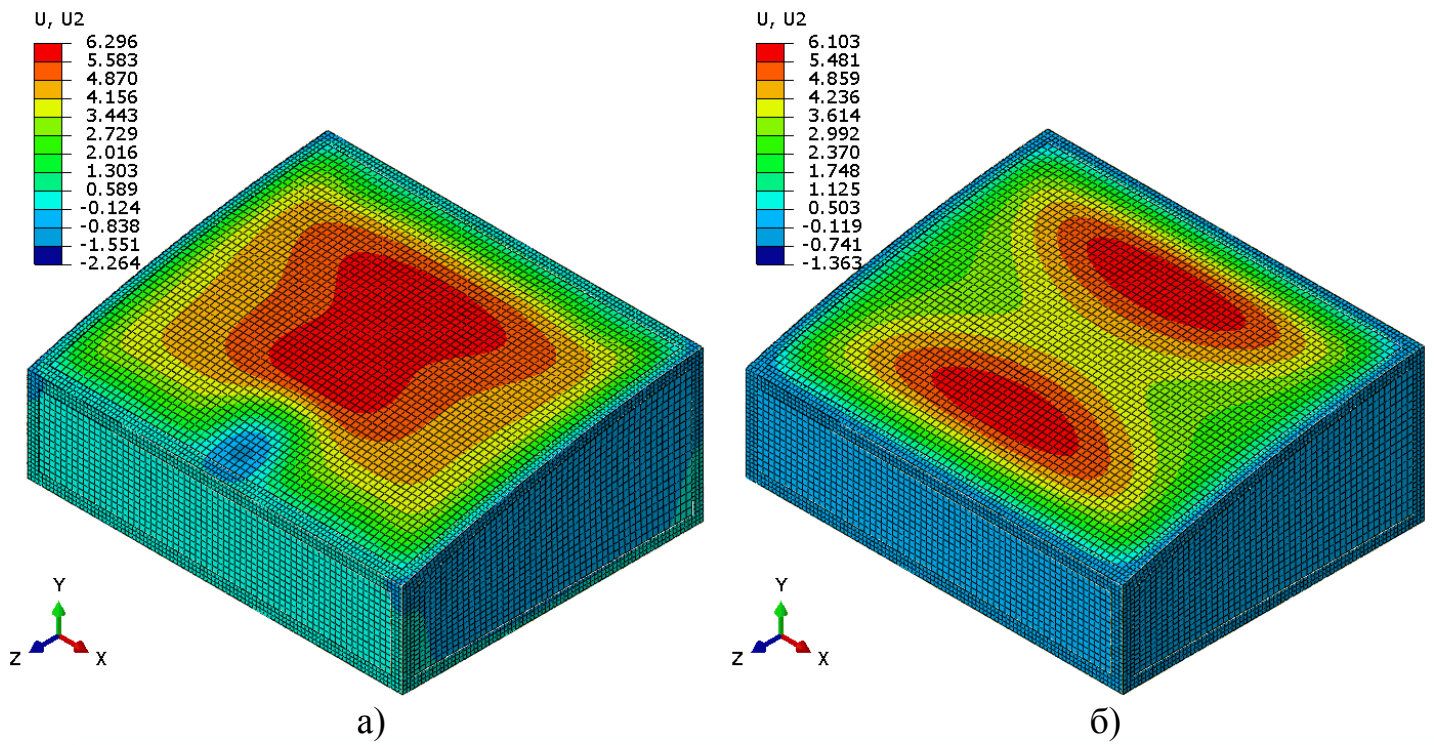 U, U2
6.296
5.583
4.870
4.156
3.443
2.729
2.016
1.303
0.589
-0.124
-0.838
-1.551
-2.264
Y
Z
X
а)
U, U2
6.103
5.481
4.859
4.236
3.614
2.992
2.370
1.748
1.125
0.503
-0.119
-0.741
-1.363
Y
Z
X
б)